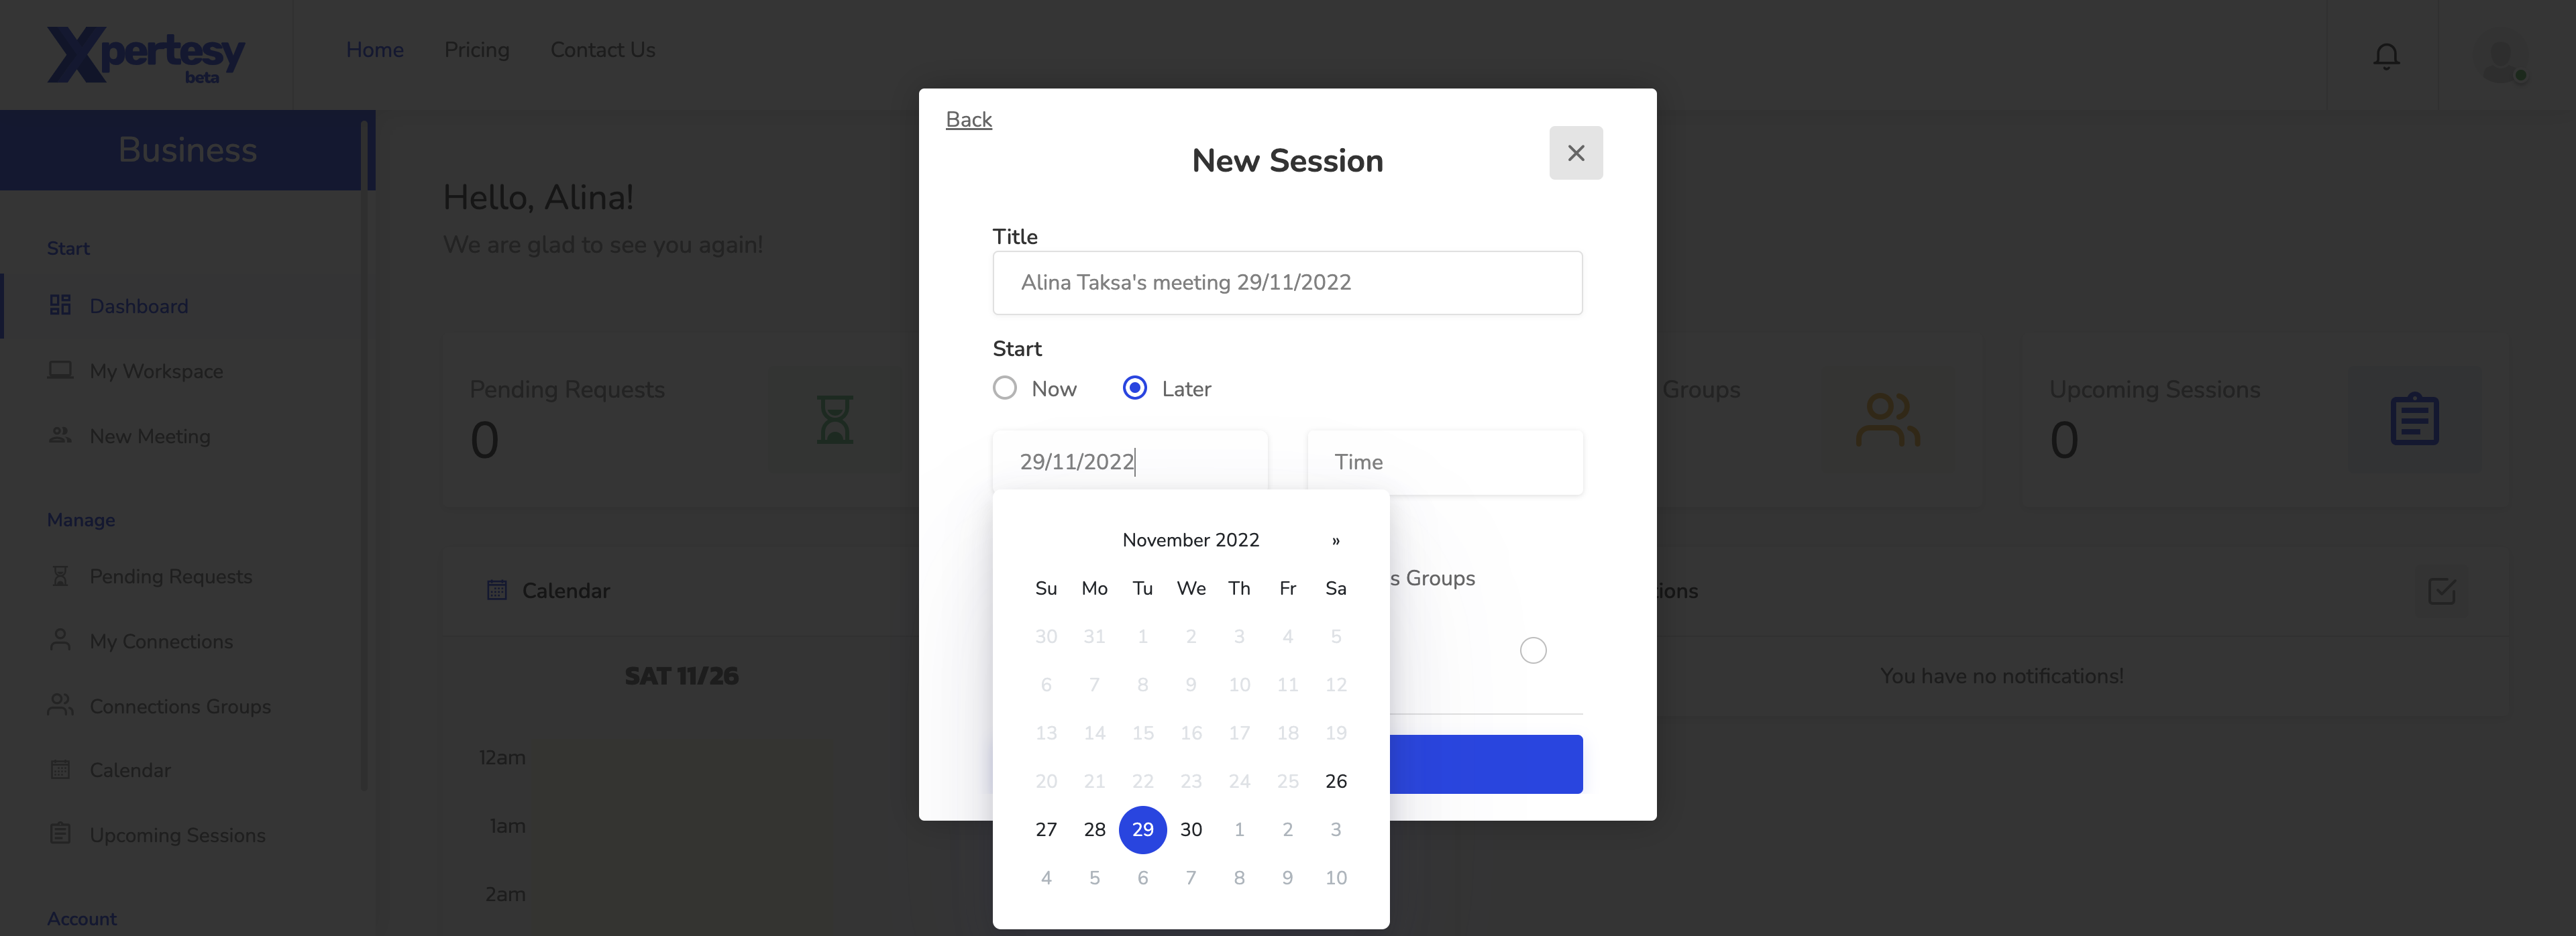 Xpertesy
beta
Home
Pricing
Contact Us
Business
Start
Dashboard
My Workspace
New Meeting
Manage
Pending Requests
My Connections
Connections Groups
Calendar
Upcoming Sessions
Account
Hello, Alina!
We are glad to see you again!
Pending Requests
0
Groups
Upcoming Sessions
0
Calendar
SAT 11/26
12am
1am
2am
ions
You have no notifications!
Back
New Session
×
Title
Alina Taksa's meeting 29/11/2022
Start
Now
Later
29/11/2022
Time
November 2022 »
Su Mo Tu We Th Fr Sa
30 31 1 2 3 4 5
6 7 8 9 10 11 12
13 14 15 16 17 18 19
20 21 22 23 24 25 26
27 28 29 30 1 2 3
4 5 6 7 8 9 10
s Groups